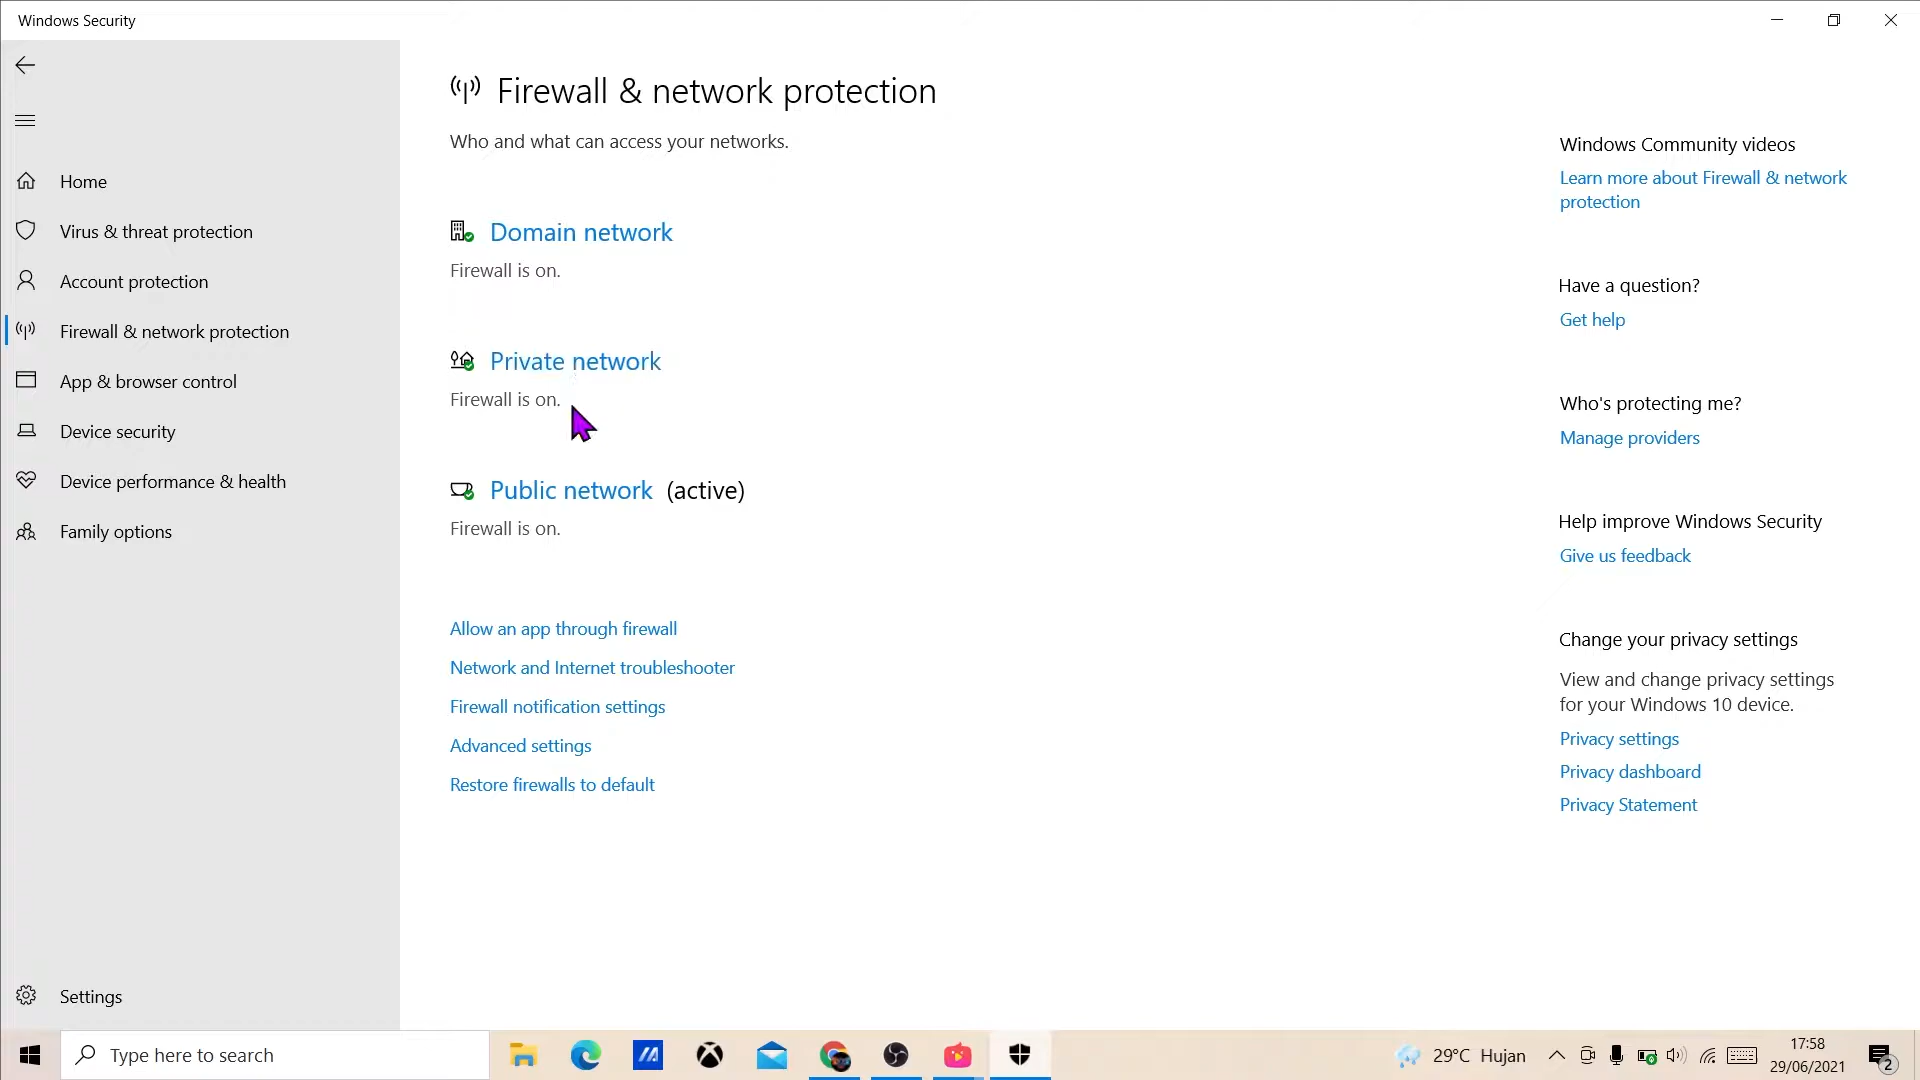 Windows Security
Home
Virus & threat protection
Account protection
Firewall & network protection
App & browser control
Device security
Device performance & health
Family options
Settings
Firewall & network protection
Who and what can access your networks.
Domain network
Firewall is on.
Private network
Firewall is on.
Public network (active)
Firewall is on.
Allow an app through firewall
Network and Internet troubleshooter
Firewall notification settings
Advanced settings
Restore firewalls to default
Windows Community videos
Learn more about Firewall & network
protection
Have a question?
Get help
Who's protecting me?
Manage providers
Help improve Windows Security
Give us feedback
Change your privacy settings
View and change privacy settings
for your Windows 10 device.
Privacy settings
Privacy dashboard
Privacy Statement
Type here to search
29°C Hujan
17:58
29/06/2021
2